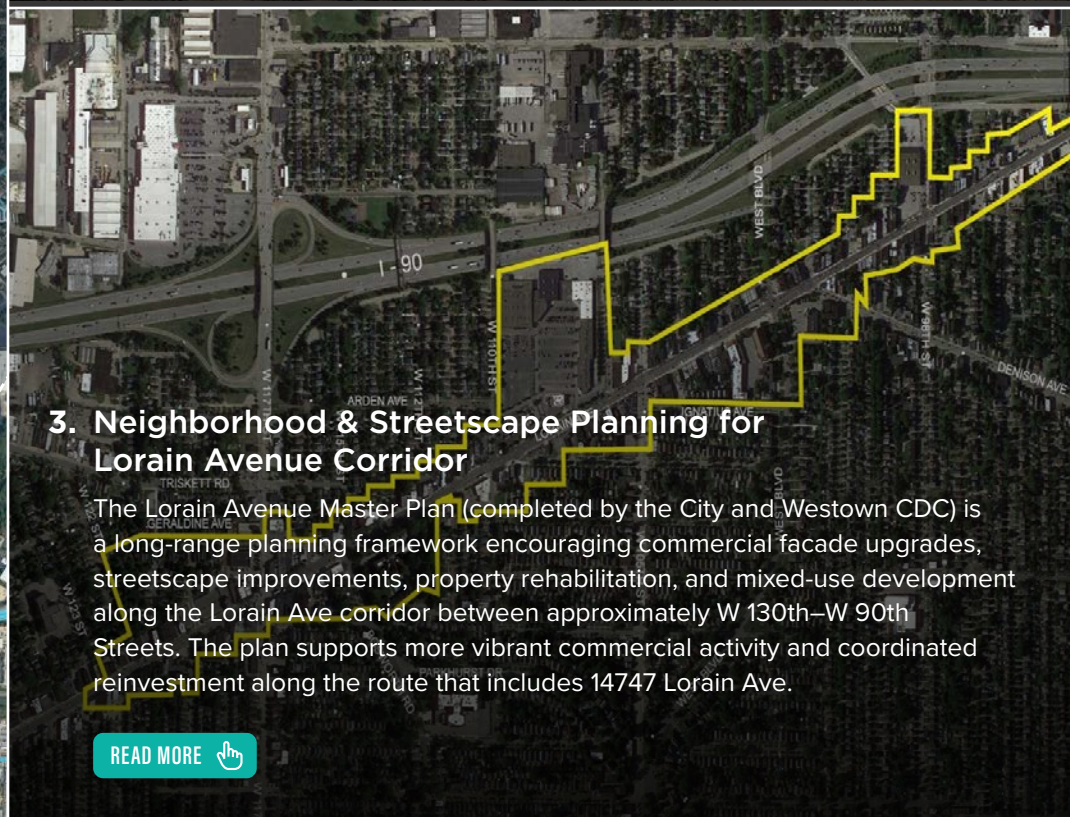 I - 90
WEST BLVD
W 110TH ST
W 117
W 98TH ST
DENISON AVE
ARDEN AVE
IGNATIUS AVE
3. Neighborhood & Streetscape Planning for
Lorain Avenue Corridor
TRISKETT RD
GERALDINE AVE
The Lorain Avenue Master Plan (completed by the City and Westown CDC) is
a long-range planning framework encouraging commercial facade upgrades,
streetscape improvements, property rehabilitation, and mixed-use development
along the Lorain Ave corridor between approximately W 130th–W 90th
Streets. The plan supports more vibrant commercial activity and coordinated
reinvestment along the route that includes 14747 Lorain Ave.
PARKHURST DR
READ MORE